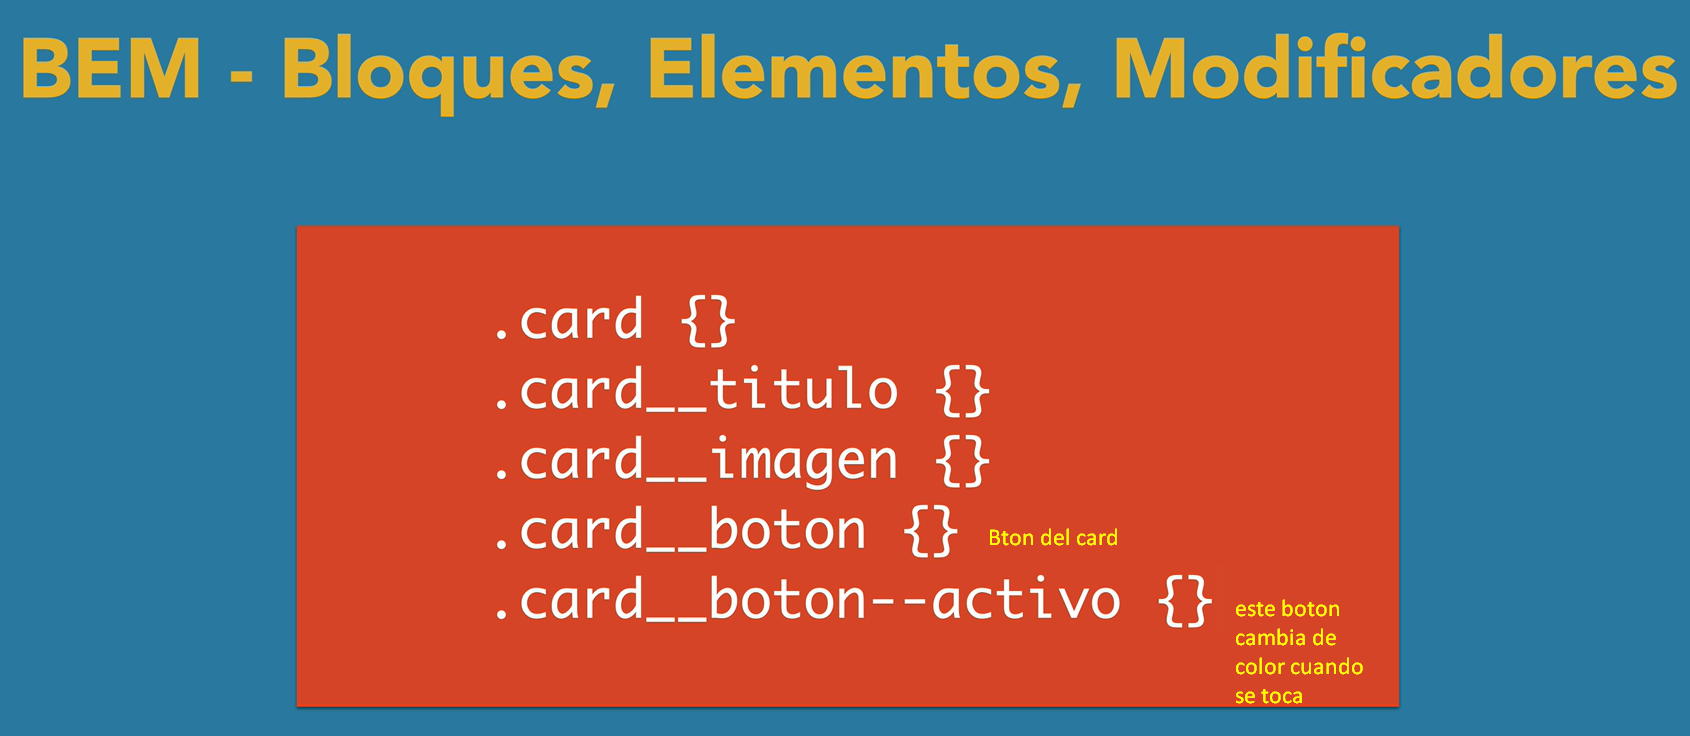 BEM - Bloques, Elementos, Modificadores
.card {}
.card__titulo {}
.card__imagen {}
.card__boton {} Bton del card
.card__boton--activo {} este boton
cambia de
color cuando
se toca